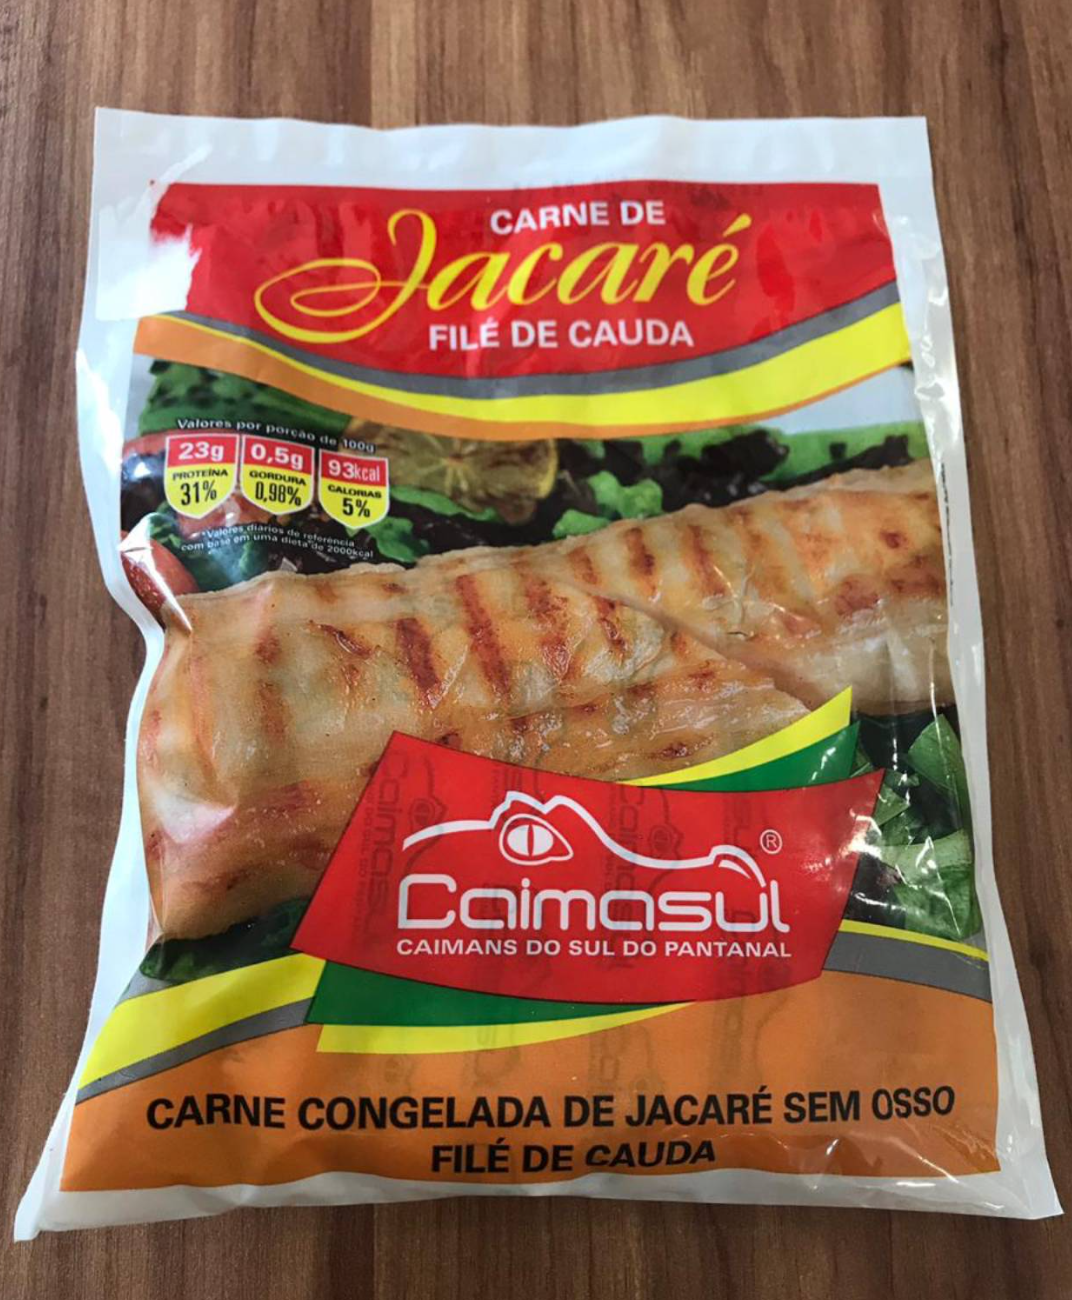 CARNE DE
Jacaré
FILÉ DE CAUDA
Valores por porção de 100g
23g 0,5g 93kcal
PROTEÍNA GORDURA CALORIAS
31% 0,98% 5%
*Valores diários de referência
com base em uma dieta de 2000kcal
Caimasul ®
CAIMANS DO SUL DO PANTANAL
CARNE CONGELADA DE JACARÉ SEM OSSO
FILÉ DE CAUDA